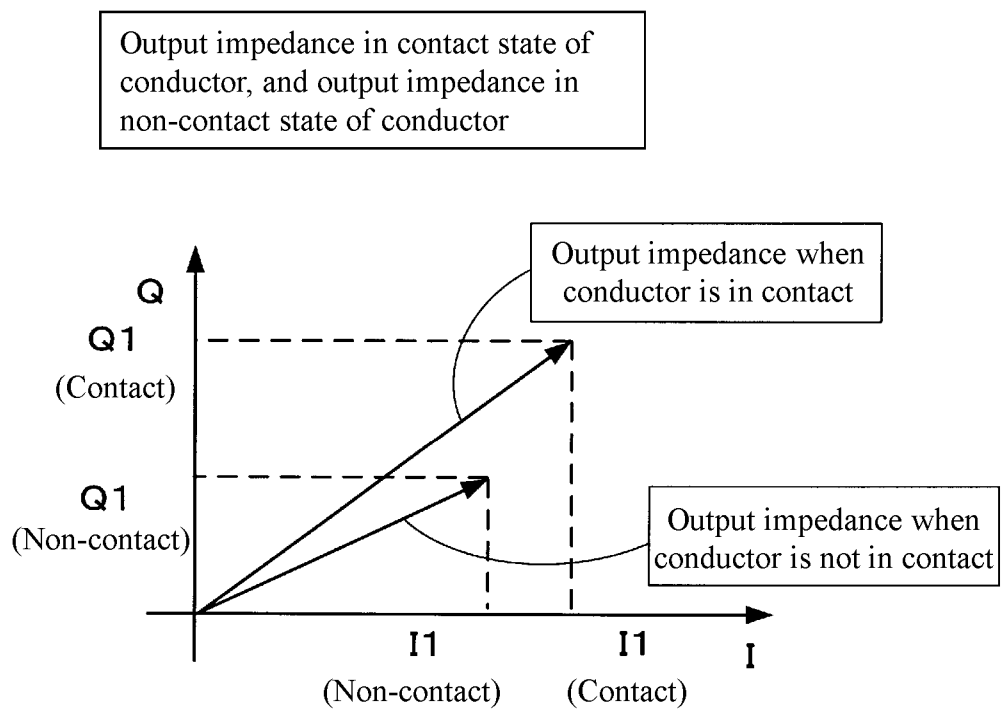 Output impedance in contact state of
conductor, and output impedance in
non-contact state of conductor
Output impedance when
conductor is in contact
Q
Q1
(Contact)
Q1
(Non-contact)
Output impedance when
conductor is not in contact
I1
(Non-contact)
I1
(Contact)
I